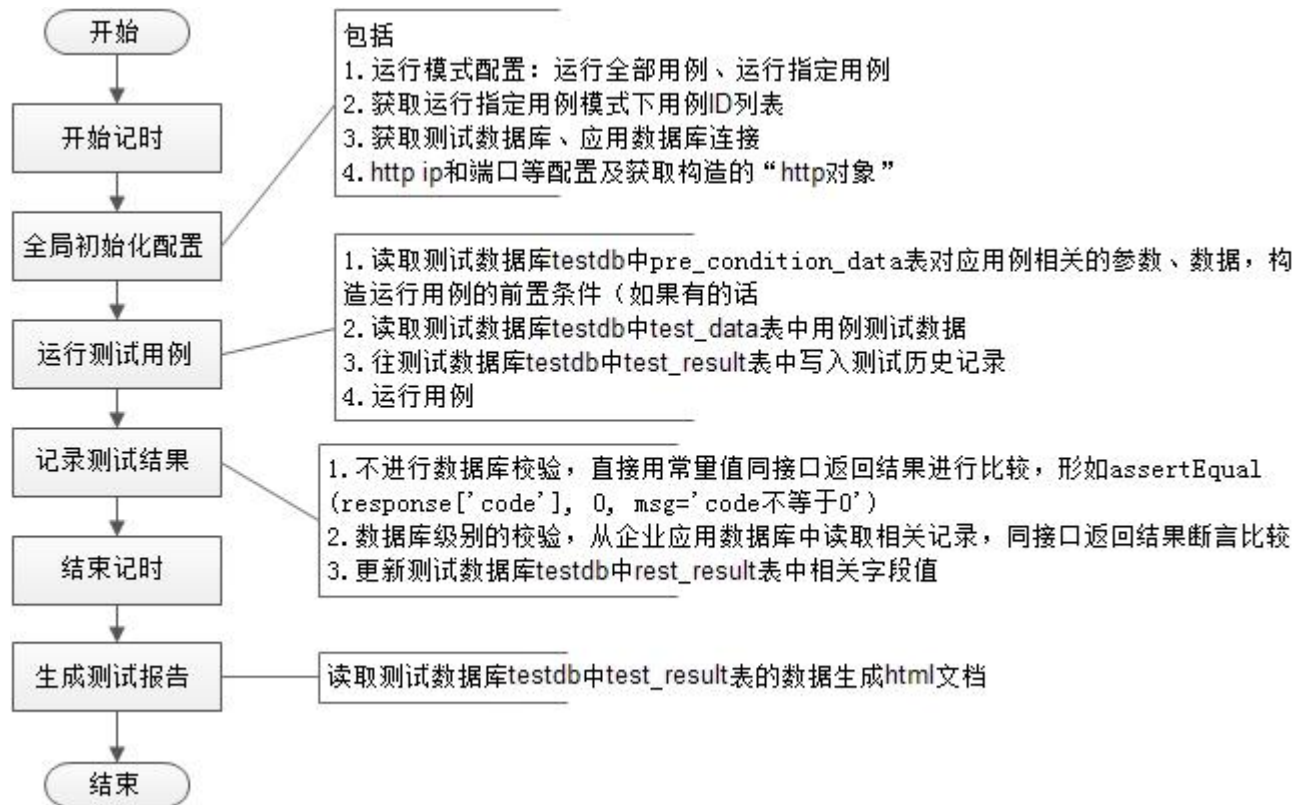 开始
包括
1.运行模式配置：运行全部用例、运行指定用例
2.获取运行指定用例模式下用例ID列表
3.获取测试数据库、应用数据库连接
4.http ip和端口等配置及获取构造的“http对象”
开始记时
全局初始化配置
1.读取测试数据库testdb中pre_condition_data表对应用例相关的参数、数据，构
造运行用例的前置条件（如果有的话
2.读取测试数据库testdb中test_data表中用例测试数据
3.往测试数据库testdb中test_result表中写入测试历史记录
4.运行用例
运行测试用例
记录测试结果
1.不进行数据库校验，直接用常量值同接口返回结果进行比较，形如assertEqual
(response['code'], 0, msg='code不等于0')
2.数据库级别的校验，从企业应用数据库中读取相关记录，同接口返回结果断言比较
3.更新测试数据库testdb中rest_result表中相关字段值
结束记时
生成测试报告
读取测试数据库testdb中test_result表的数据生成html文档
结束